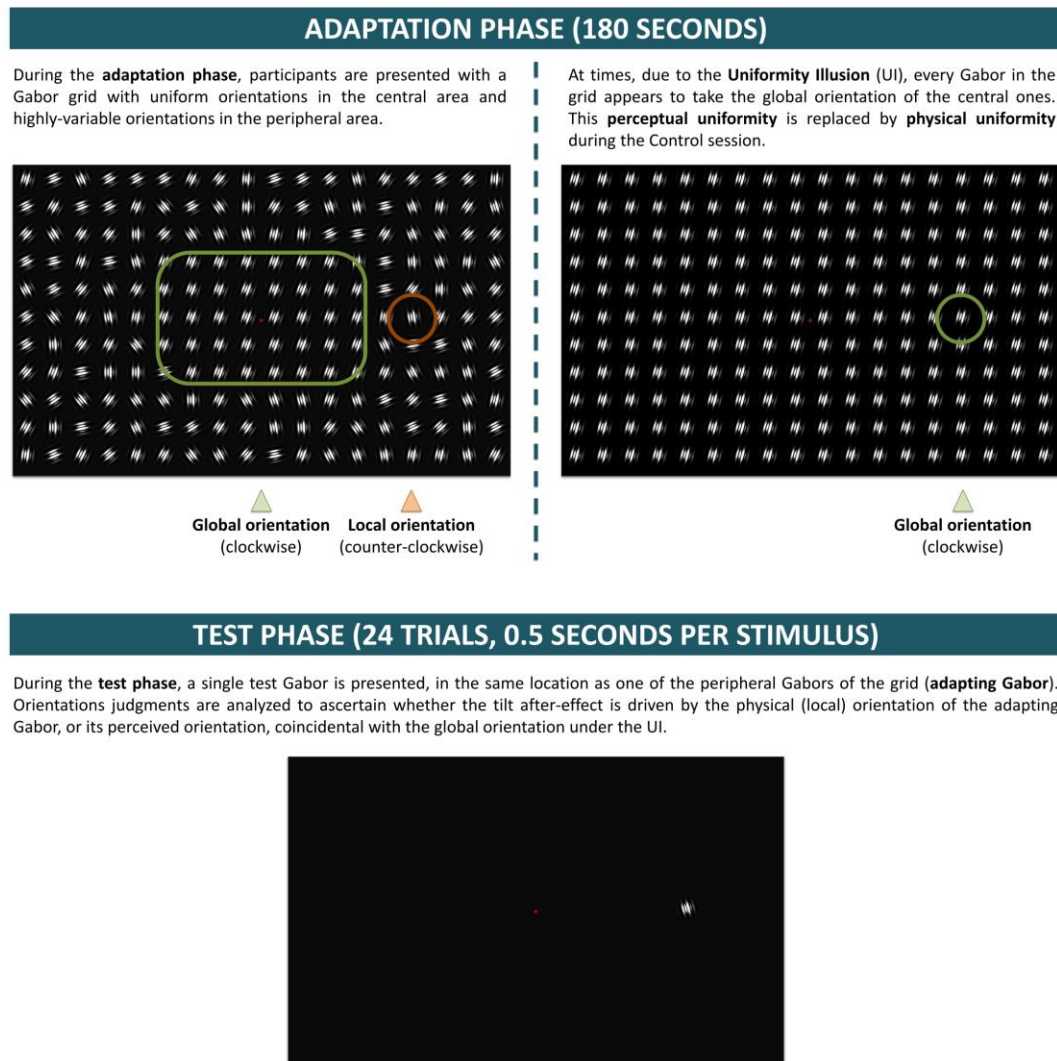 ADAPTATION PHASE (180 SECONDS)
During the adaptation phase, participants are presented with a
Gabor grid with uniform orientations in the central area and
highly-variable orientations in the peripheral area.
At times, due to the Uniformity Illusion (UI), every Gabor in the
grid appears to take the global orientation of the central ones.
This perceptual uniformity is replaced by physical uniformity
during the Control session.
Global orientation
(clockwise)
Local orientation
(counter-clockwise)
Global orientation
(clockwise)
TEST PHASE (24 TRIALS, 0.5 SECONDS PER STIMULUS)
During the test phase, a single test Gabor is presented, in the same location as one of the peripheral Gabors of the grid (adapting Gabor).
Orientations judgments are analyzed to ascertain whether the tilt after-effect is driven by the physical (local) orientation of the adapting
Gabor, or its perceived orientation, coincidental with the global orientation under the UI.